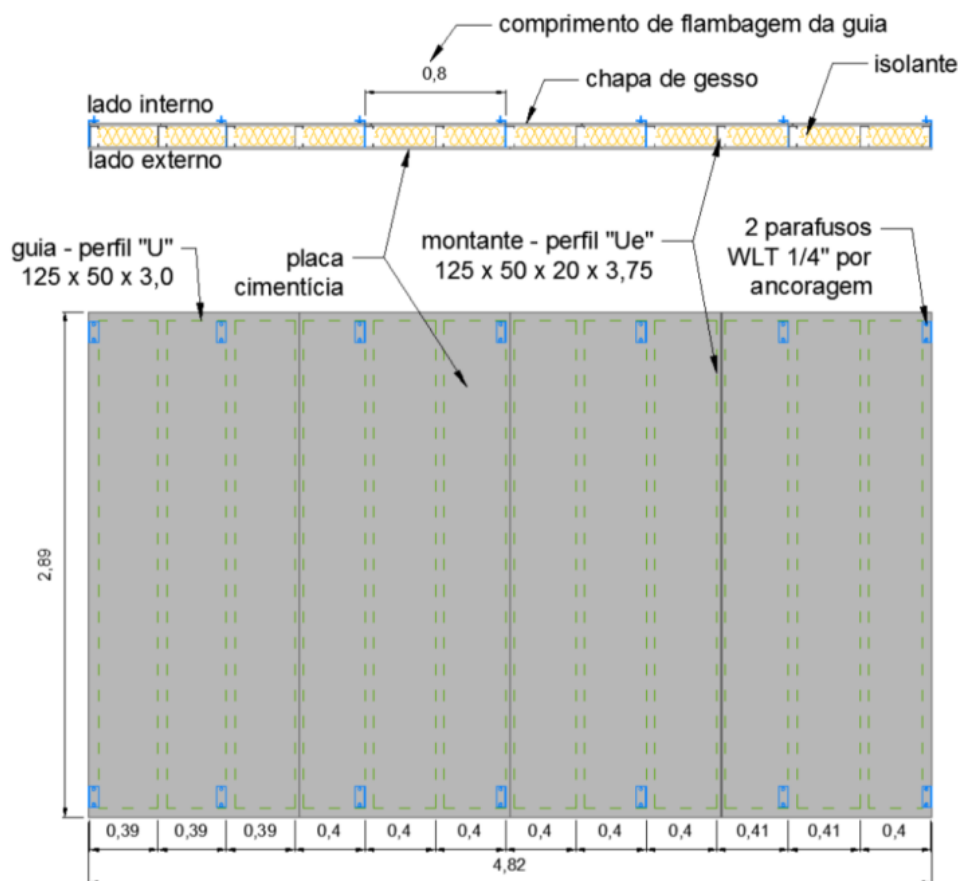 comprimento de flambagem da guia
0,8
chapa de gesso
isolante
lado interno
lado externo
guia - perfil "U"
125 x 50 x 3,0
placa
cimentícia
montante - perfil "Ue"
125 x 50 x 20 x 3,75
2 parafusos
WLT 1/4" por
ancoragem
2,89
0,39
0,39
0,39
0,4
0,4
0,4
0,4
0,4
0,4
0,41
0,41
0,4
4,82